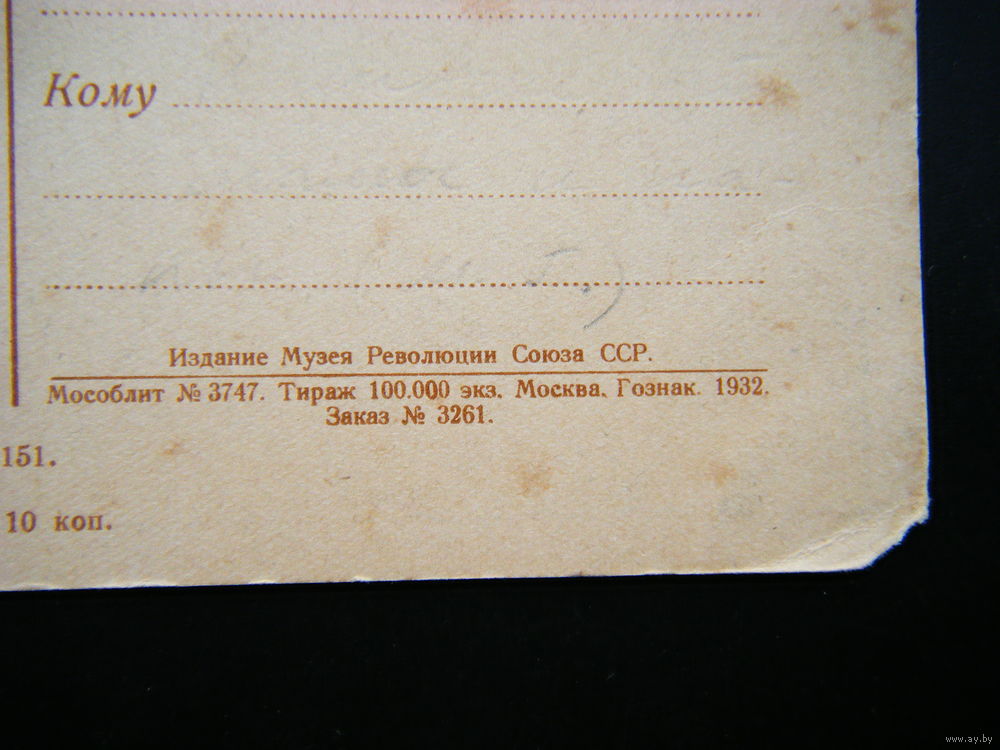 Кому
Издание Музея Революции Союза ССР.
Мособлит № 3747. Тираж 100.000 экз. Москва. Гознак. 1932.
Заказ № 3261.
151.
10 коп.
www.ay.by